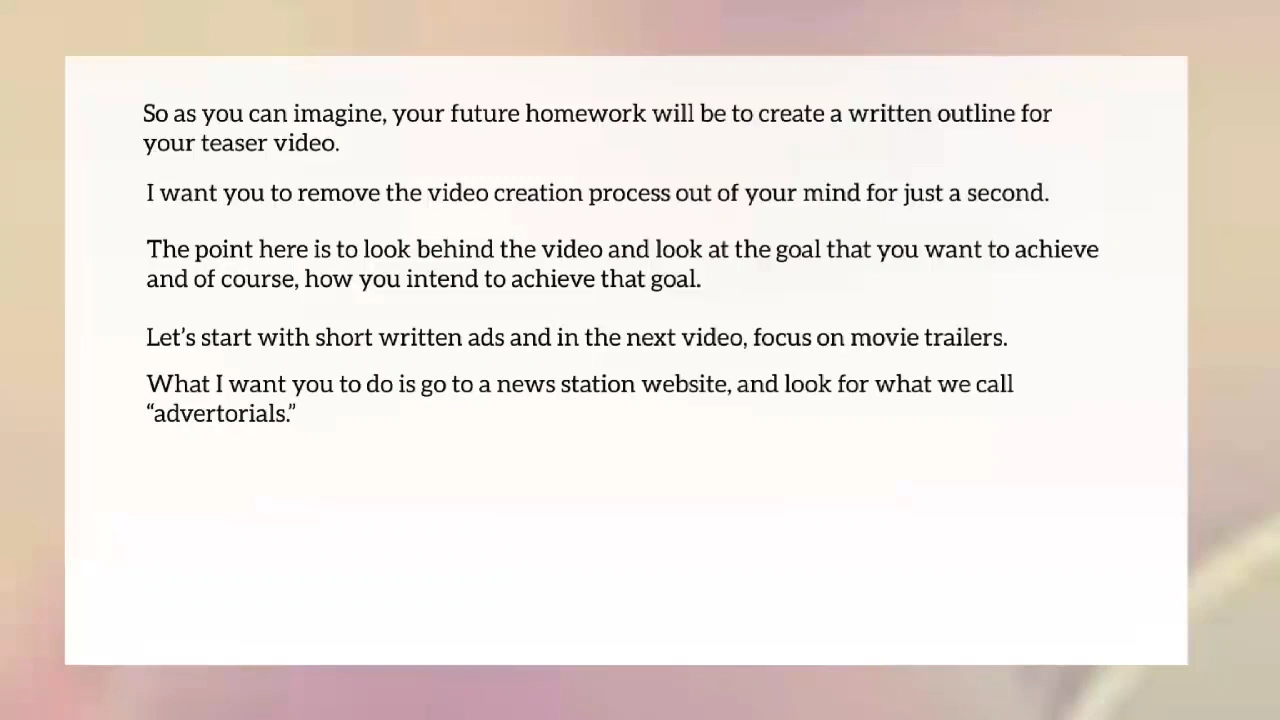 So as you can imagine, your future homework will be to create a written outline for
your teaser video.
I want you to remove the video creation process out of your mind for just a second.
The point here is to look behind the video and look at the goal that you want to achieve
and of course, how you intend to achieve that goal.
Let’s start with short written ads and in the next video, focus on movie trailers.
What I want you to do is go to a news station website, and look for what we call
“advertorials.”